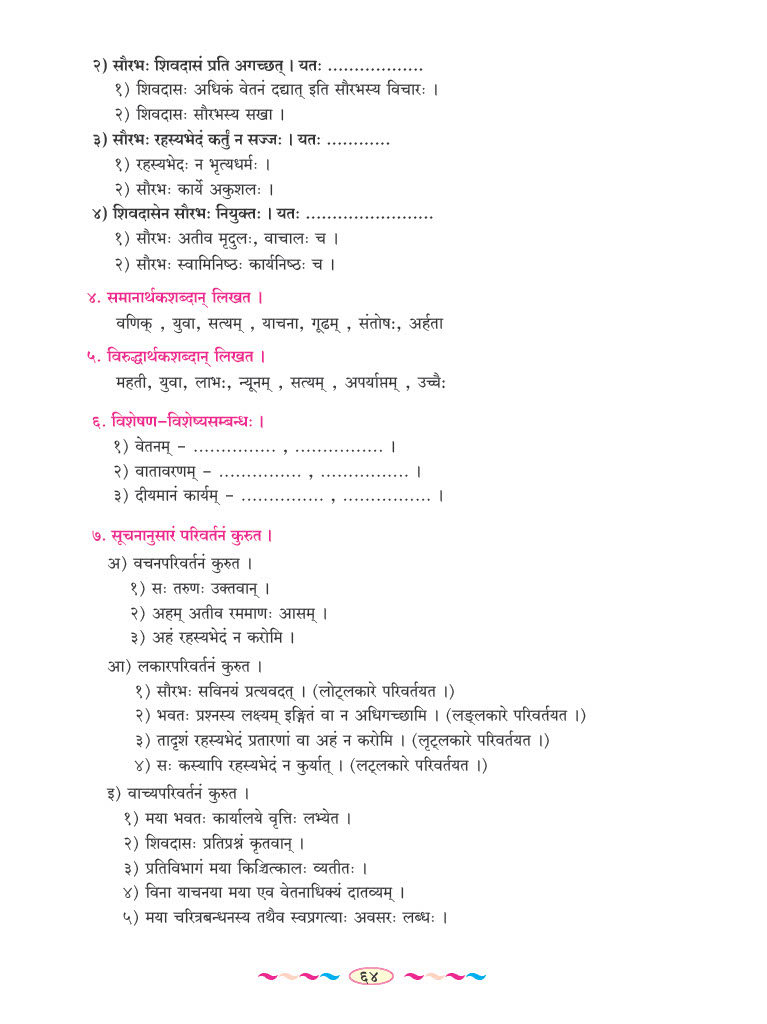 २) सौरभः शिवदासं प्रति अगच्छत् । यतः ..................
१) शिवदासः अधिकं वेतनं दद्यात् इति सौरभस्य विचारः ।
२) शिवदासः सौरभस्य सखा ।
३) सौरभः रहस्यभेदं कर्तुं न सज्जः । यतः ............
१) रहस्यभेदः न भृत्यधर्मः ।
२) सौरभः कार्ये अकुशलः ।
४) शिवदासेन सौरभः नियुक्तः । यतः ........................
१) सौरभः अतीव मृदुलः, वाचालः च ।
२) सौरभः स्वामिनिष्ठः कार्यनिष्ठः च ।
४. समानार्थकशब्दान् लिखत ।
वणिक् , युवा, सत्यम् , याचना, गूढम् , संतोषः, अर्हता
५. विरुद्धार्थकशब्दान् लिखत ।
महती, युवा, लाभः, न्यूनम् , सत्यम् , अपर्याप्तम् , उच्चैः
६. विशेषण-विशेष्यसम्बन्धः ।
१) वेतनम् - ............... , ................ ।
२) वातावरणम् - ............... , ................ ।
३) दीयमानं कार्यम् - ............... , ................ ।
७. सूचनानुसारं परिवर्तनं कुरुत ।
अ) वचनपरिवर्तनं कुरुत ।
१) सः तरुणः उक्तवान् ।
२) अहम् अतीव रममाणः आसम् ।
३) अहं रहस्यभेदं न करोमि ।
आ) लकारपरिवर्तनं कुरुत ।
१) सौरभः सविनयं प्रत्यवदत् । (लोट्लकारे परिवर्तयत ।)
२) भवतः प्रश्नस्य लक्ष्यम् इङ्गितं वा न अधिगच्छामि । (लङ्लकारे परिवर्तयत ।)
३) तादृशं रहस्यभेदं प्रतारणां वा अहं न करोमि । (लृट्लकारे परिवर्तयत ।)
४) सः कस्यापि रहस्यभेदं न कुर्यात् । (लट्लकारे परिवर्तयत ।)
इ) वाच्यपरिवर्तनं कुरुत ।
१) मया भवतः कार्यालये वृत्तिः लभ्येत ।
२) शिवदासः प्रतिप्रश्नं कृतवान् ।
३) प्रतिविभागं मया किञ्चित्कालः व्यतीतः ।
४) विना याचनया मया एव वेतनाधिक्यं दातव्यम् ।
५) मया चरित्रबन्धनस्य तथैव स्वप्रगत्याः अवसरः लब्धः ।
६४